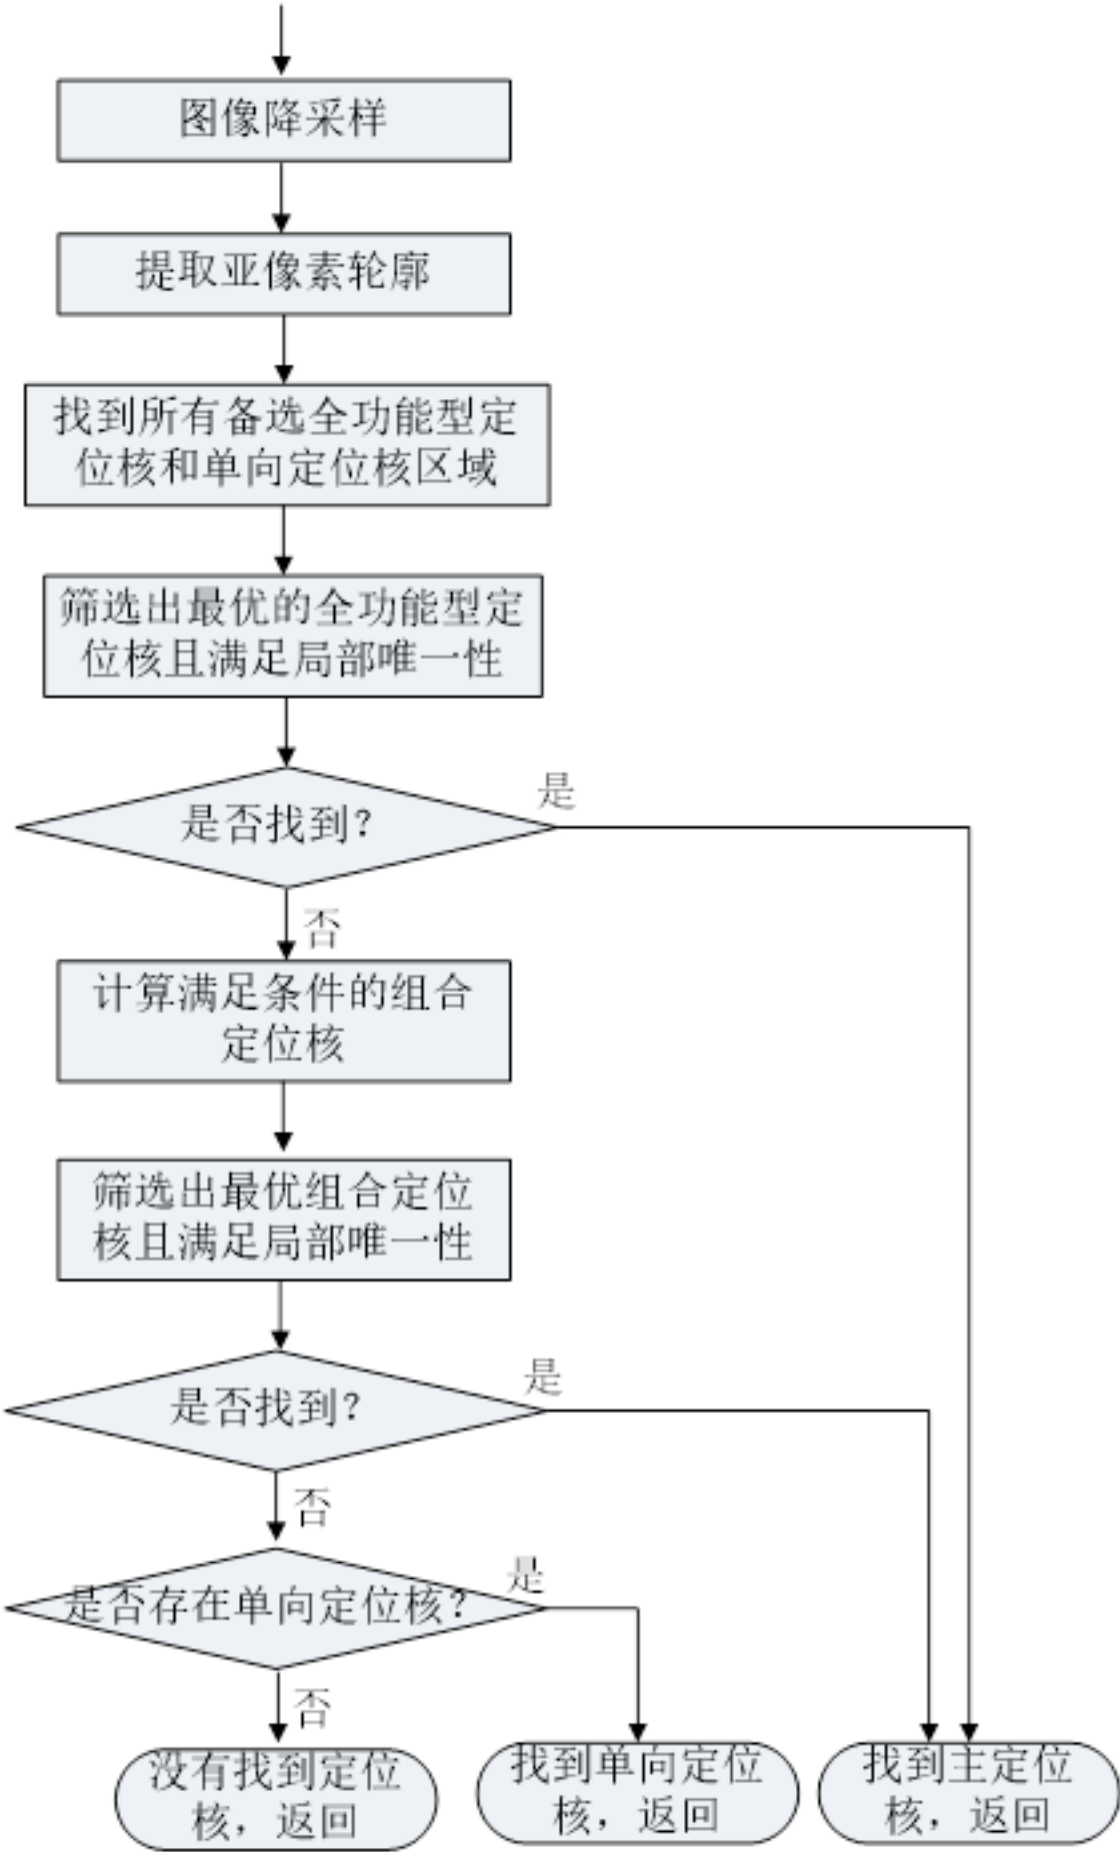 图像降采样
提取亚像素轮廓
找到所有备选全功能型定
位核和单向定位核区域
筛选出最优的全功能型定
位核且满足局部唯一性
是否找到?
是
否
计算满足条件的组合
定位核
筛选出最优组合定位
核且满足局部唯一性
是否找到?
是
否
是否存在单向定位核?
是
否
没有找到定位
核，返回
找到单向定位
核，返回
找到主定位
核，返回